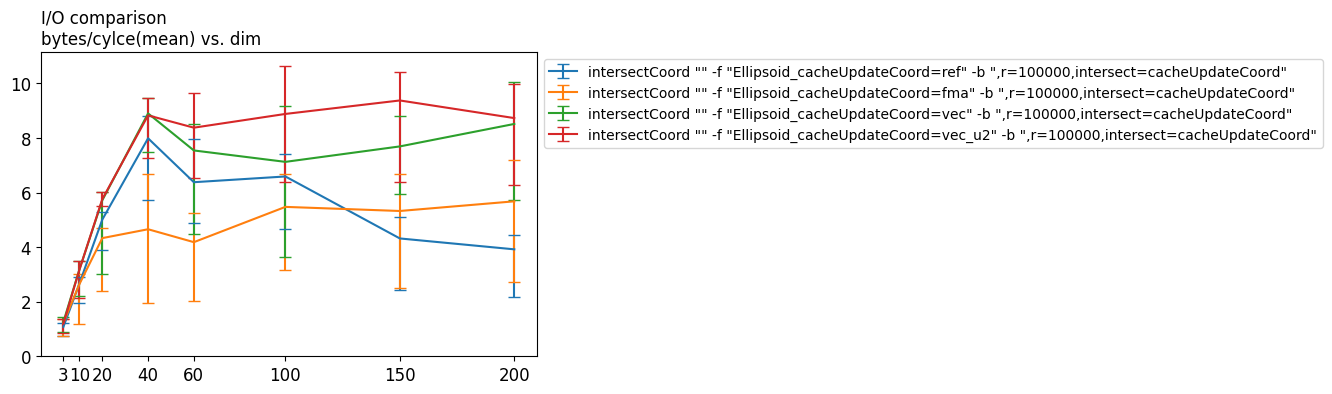 I/O comparison
bytes/cylce(mean) vs. dim
10
8
6
4
2
0
3 10 20 40 60 100 150 200
intersectCoord "" -f "Ellipsoid_cacheUpdateCoord=ref" -b ",r=100000,intersect=cacheUpdateCoord"
intersectCoord "" -f "Ellipsoid_cacheUpdateCoord=fma" -b ",r=100000,intersect=cacheUpdateCoord"
intersectCoord "" -f "Ellipsoid_cacheUpdateCoord=vec" -b ",r=100000,intersect=cacheUpdateCoord"
intersectCoord "" -f "Ellipsoid_cacheUpdateCoord=vec_u2" -b ",r=100000,intersect=cacheUpdateCoord"